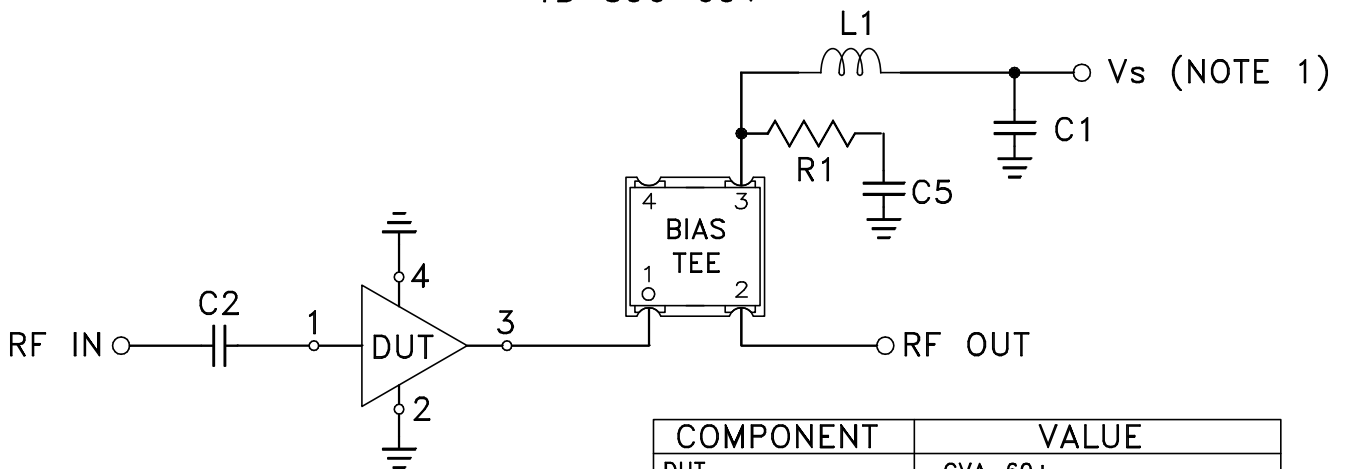 L1
Vs (NOTE 1)
C1
R1
C5
4 3
BIAS
TEE
1 2
4
C2
1
3
RF IN
DUT
RF OUT
2
COMPONENT VALUE
DUT